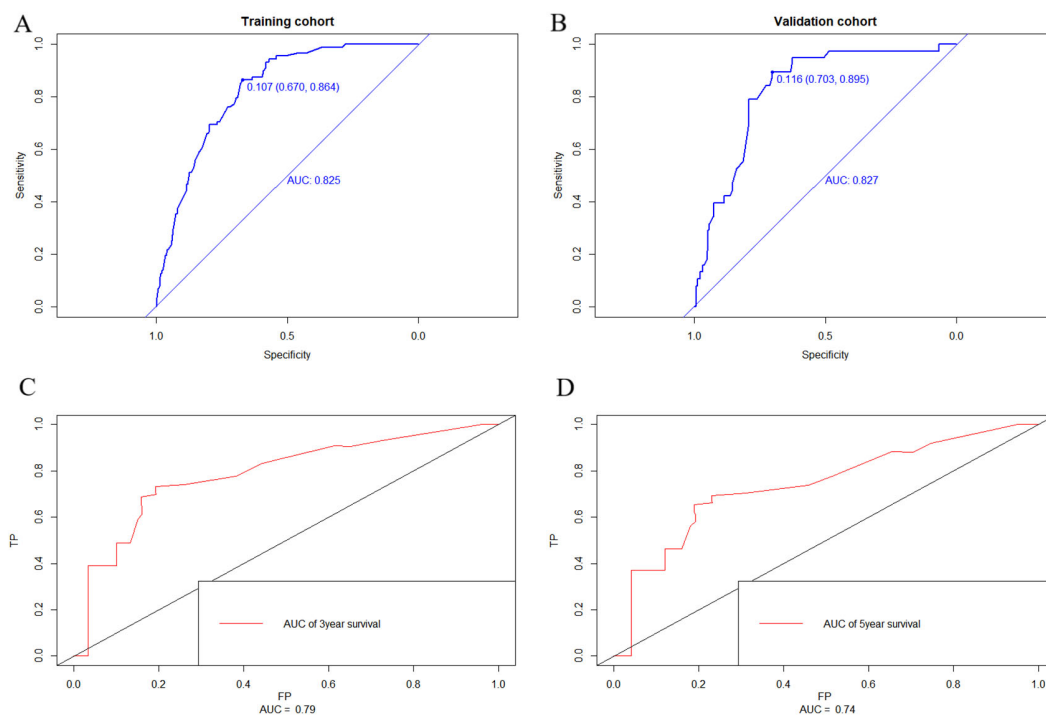 A
Training cohort
1.0
0.8
0.6
0.4
0.2
0.0
Sensitivity
0.107 (0.670, 0.864)
AUC: 0.825
1.0
0.5
0.0
Specificity
B
Validation cohort
1.0
0.8
0.6
0.4
0.2
0.0
Sensitivity
0.116 (0.703, 0.895)
AUC: 0.827
1.0
0.5
0.0
Specificity
C
1.0
0.8
0.6
0.4
0.2
0.0
TP
AUC of 3year survival
0.0
0.2
0.4
0.6
0.8
1.0
FP
AUC = 0.79
D
1.0
0.8
0.6
0.4
0.2
0.0
TP
AUC of 5year survival
0.0
0.2
0.4
0.6
0.8
1.0
FP
AUC = 0.74